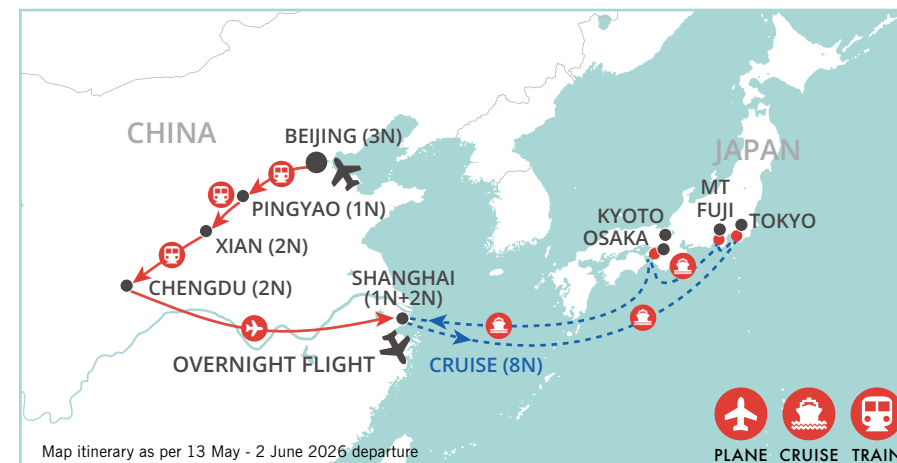 CHINA
BEIJING (3N)
JAPAN
PINGYAO (1N)
MT
FUJI
TOKYO
KYOTO
OSAKA
XIAN (2N)
CHENGDU (2N)
SHANGHAI
(1N+2N)
OVERNIGHT FLIGHT
CRUISE (8N)
Map itinerary as per 13 May - 2 June 2026 departure
PLANE
CRUISE
TRAIN